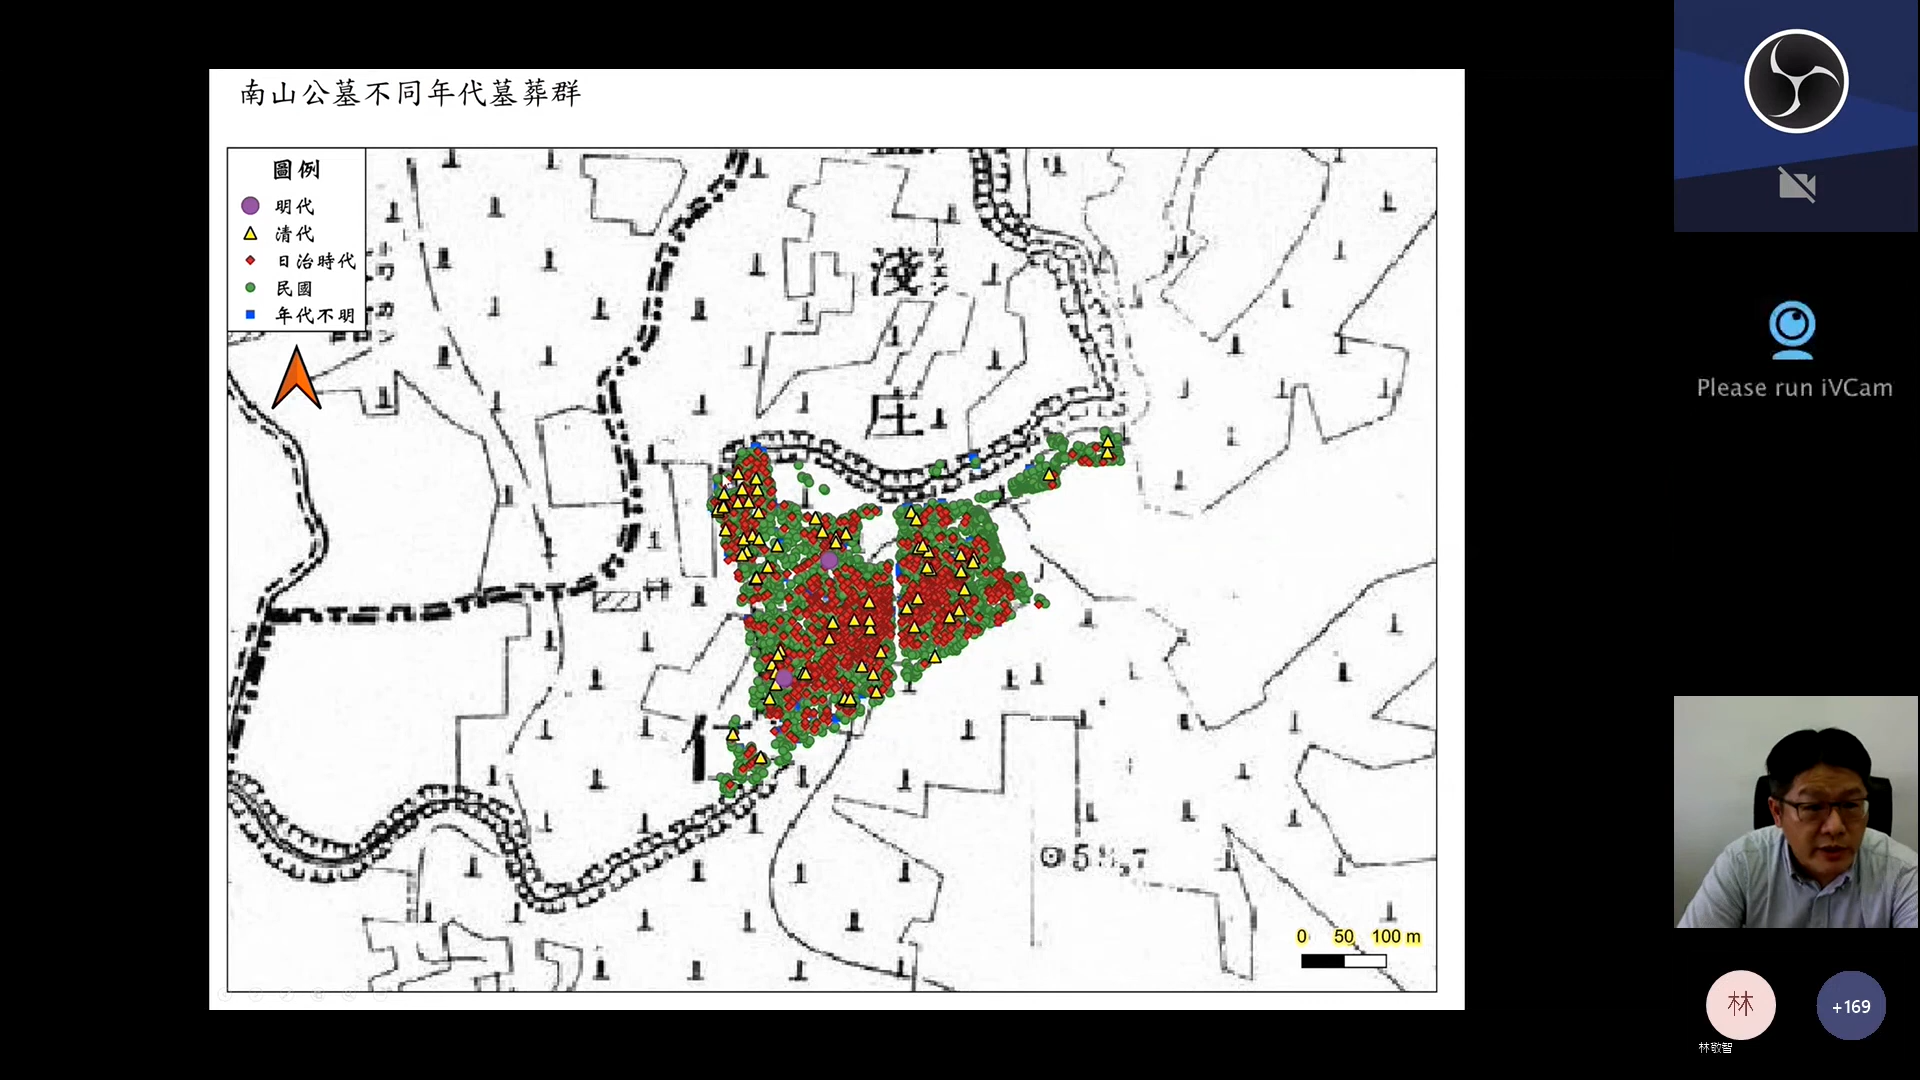 南山公墓不同年代墓葬群
圖例
明代
清代
日治時代
民國
年代不明
淺
庄
0 50 100 m
Please run iVCam
林
+169
林敬智